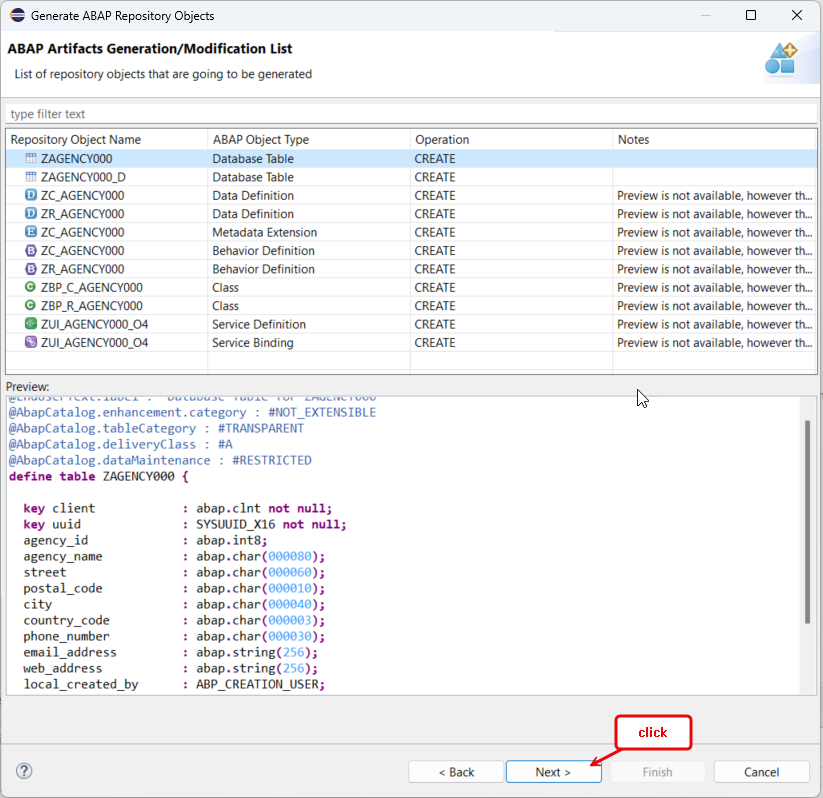 Generate ABAP Repository Objects
ABAP Artifacts Generation/Modification List
List of repository objects that are going to be generated
type filter text
Repository Object Name ABAP Object Type Operation Notes
ZAGENCY000 Database Table CREATE
ZAGENCY000_D Database Table CREATE
ZC_AGENCY000 Data Definition CREATE Preview is not available, however th...
ZR_AGENCY000 Data Definition CREATE Preview is not available, however th...
ZC_AGENCY000 Metadata Extension CREATE Preview is not available, however th...
ZC_AGENCY000 Behavior Definition CREATE Preview is not available, however th...
ZR_AGENCY000 Behavior Definition CREATE Preview is not available, however th...
ZBP_C_AGENCY000 Class CREATE Preview is not available, however th...
ZBP_R_AGENCY000 Class CREATE Preview is not available, however th...
ZUI_AGENCY000_O4 Service Definition CREATE Preview is not available, however th...
ZUI_AGENCY000_O4 Service Binding CREATE Preview is not available, however th...
Preview:
@EndUserText.label : 'Database Table for ZAGENCY000'
@AbapCatalog.enhancement.category : #NOT_EXTENSIBLE
@AbapCatalog.tableCategory : #TRANSPARENT
@AbapCatalog.deliveryClass : #A
@AbapCatalog.dataMaintenance : #RESTRICTED
define table ZAGENCY000 {
key client : abap.clnt not null;
key uuid : SYSUUID_X16 not null;
agency_id : abap.int8;
agency_name : abap.char(000080);
street : abap.char(000060);
postal_code : abap.char(000010);
city : abap.char(000040);
country_code : abap.char(000003);
phone_number : abap.char(000030);
email_address : abap.string(256);
web_address : abap.string(256);
local_created_by : ABP_CREATION_USER;
click
< Back Next > Finish Cancel